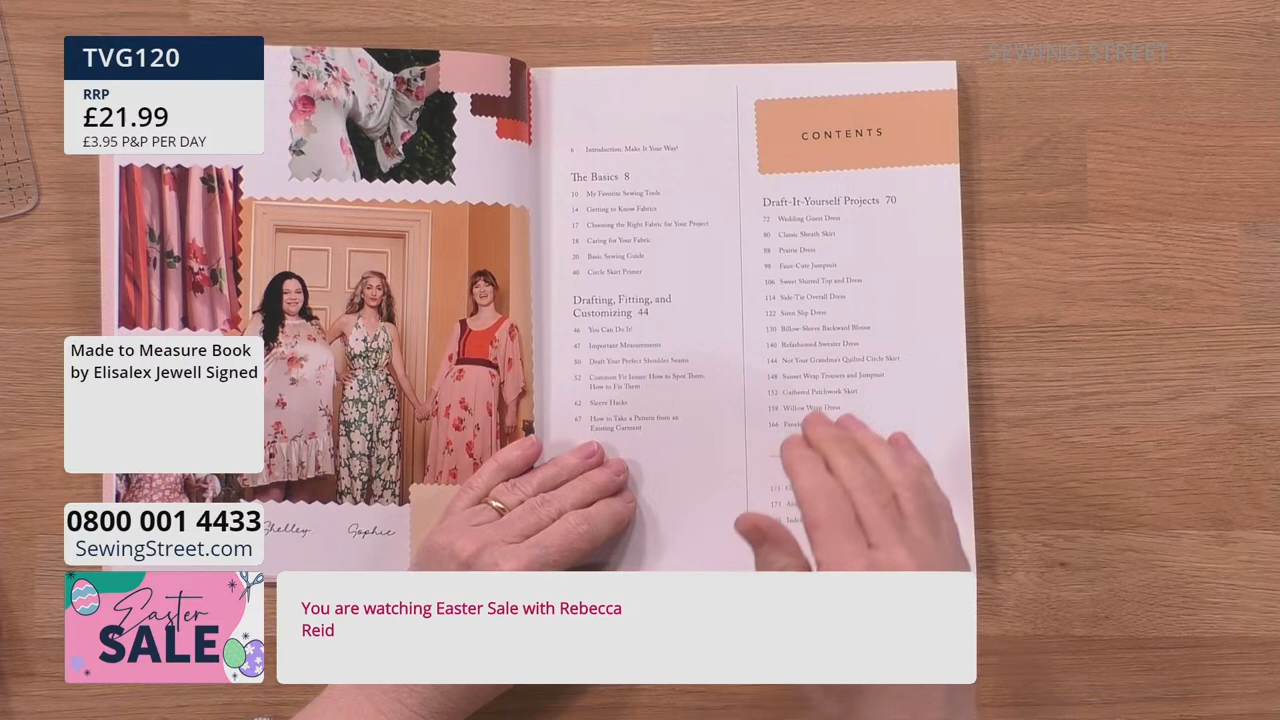 TVG120
RRP
£21.99
£3.95 P&P PER DAY
SEWING STREET
CONTENTS
6 Introduction, Make It Your Way!
The Basics 8
10 My Favorite Sewing Tools
14 Getting to Know Fabrics
17 Choosing the Right Fabric for Your Project
18 Caring for Your Fabric
20 Basic Sewing Guide
40 Circle Skirt Primer
Drafting, Fitting, and
Customizing 44
46 You Can Do It!
47 Important Measurements
50 Draft Your Perfect Shoulder Seams
52 Common Fit Issues: How to Spot Them,
How to Fix Them
62 Sleeve Hacks
67 How to Take a Pattern from an
Existing Garment
Draft-It-Yourself Projects 70
72 Wedding Guest Dress
80 Classic Sheath Skirt
88 Prairie Dress
98 Faux-Cute Jumpsuit
106 Sweet Shirred Top and Dress
114 Side-Tie Overall Dress
122 Siren Slip Dress
130 Billow-Sleeve Backward Blouse
140 Refashioned Sweater Dress
144 Not Your Grandma's Quilted Circle Skirt
148 Sunset Wrap Trousers and Jumpsuit
152 Gathered Patchwork Skirt
158 Willow Wrap Dress
166
Made to Measure Book
by Elisalex Jewell Signed
Shelley Sophie
0800 001 4433
SewingStreet.com
Easter
SALE
You are watching Easter Sale with Rebecca
Reid